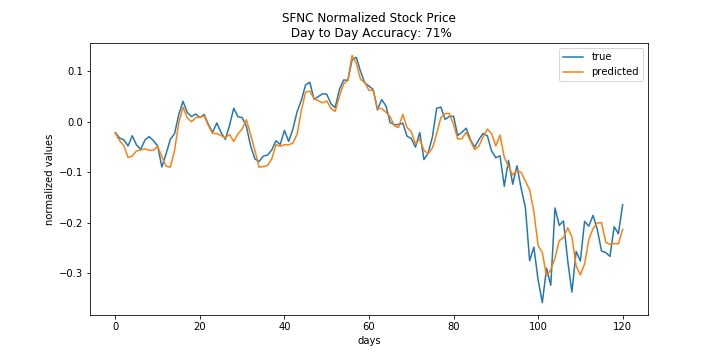 SFNC Normalized Stock Price
Day to Day Accuracy: 71%
true
predicted
normalized values
0.1
0.0
−0.1
−0.2
−0.3
0
20
40
60
80
100
120
days